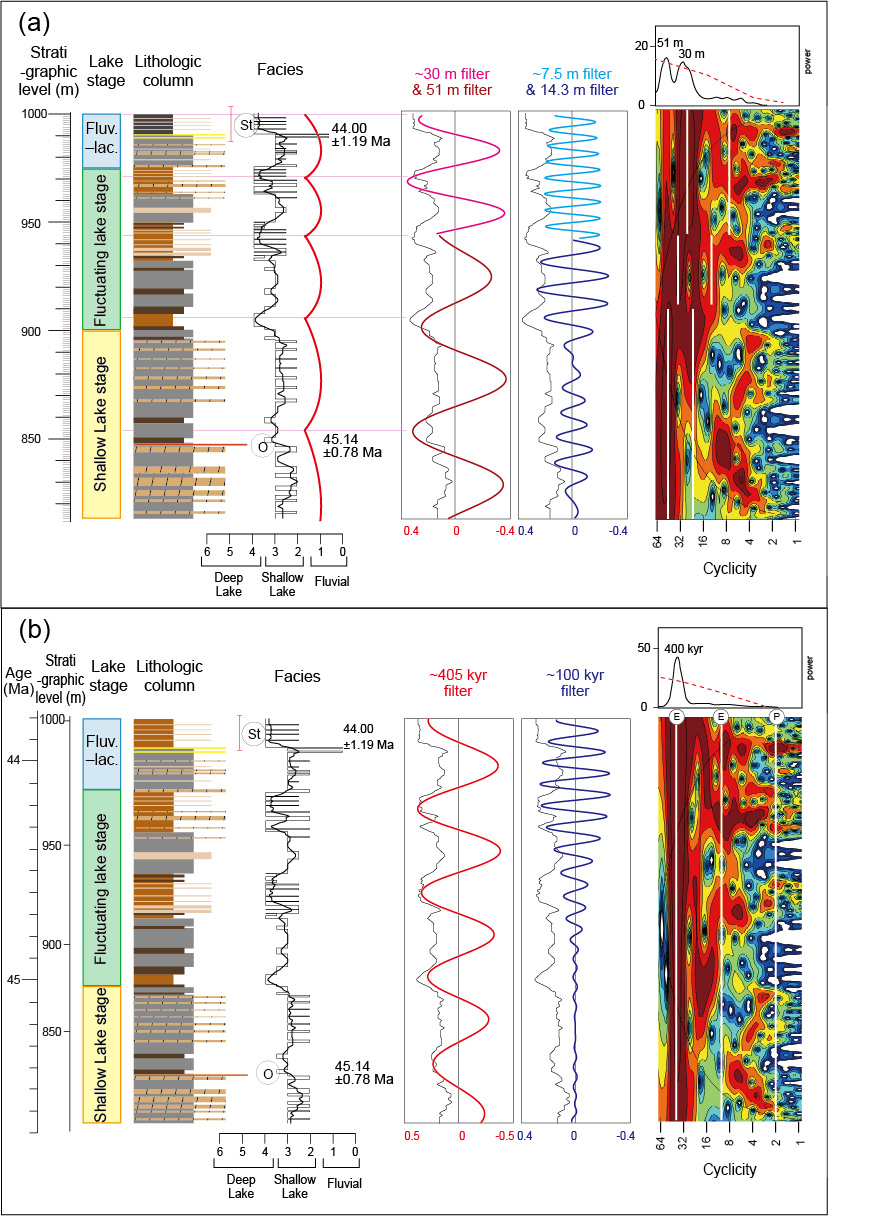 (a)
Strati
-graphic
level (m)
Lake
stage
Lithologic
column
Facies
~30 m filter
& 51 m filter
~7.5 m filter
& 14.3 m filter
20
0
51 m
30 m
power
1000
950
900
850
Fluv.
–lac.
Fluctuating lake stage
Shallow Lake stage
St
44.00
±1.19 Ma
O
45.14
±0.78 Ma
6 5 4 3 2 1 0
Deep
Lake
Shallow
Lake
Fluvial
0.4 0 -0.4
0.4 0 -0.4
64 32 16 8 4 2 1
Cyclicity
(b)
Age
(Ma)
Strati
-graphic
level (m)
Lake
stage
Lithologic
column
Facies
~405 kyr
filter
~100 kyr
filter
50
0
400 kyr
power
E E P
44
45
1000
950
900
850
Fluv.
–lac.
Fluctuating lake stage
Shallow Lake stage
St
44.00
±1.19 Ma
O
45.14
±0.78 Ma
6 5 4 3 2 1 0
Deep
Lake
Shallow
Lake
Fluvial
0.5 0 -0.5
0.4 0 -0.4
64 32 16 8 4 2 1
Cyclicity